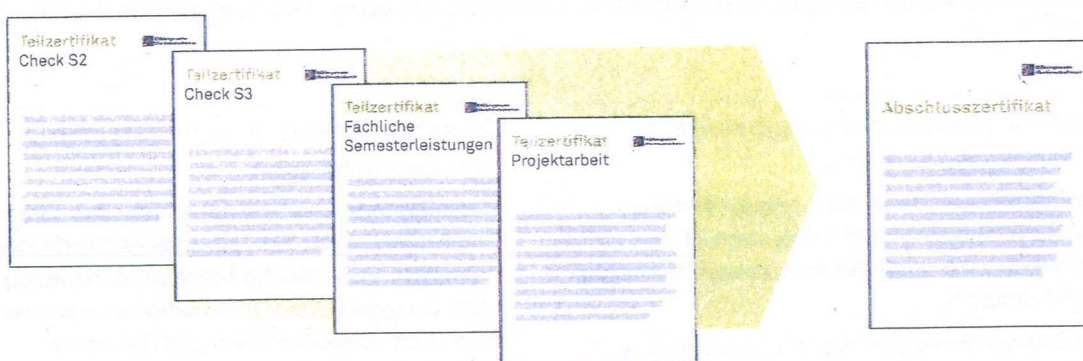 Teilzertifikat
Check S2
Teilzertifikat
Check S3
Teilzertifikat
Fachliche
Semesterleistungen
Teilzertifikat
Projektarbeit
Abschlusszertifikat